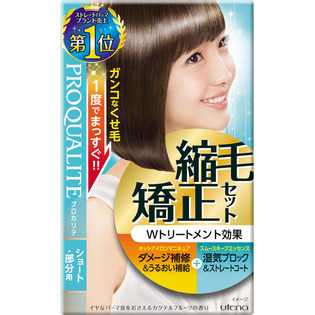 ストレートパーマ
ブランド売上
第1位
PROQUALITE
プロカリテ
ショート
・部分用
ガンコなくせ毛
1度でまっすぐ!!
縮毛
矯正セット
Wトリートメント効果
ホットアイロンマニキュア
ダメージ補修
&うるおい補給
+
スムースキープエッセンス
湿気ブロック
&ストレートコート
イメージ
イヤなパーマ臭をおさえるカクテルフルーツの香り
utena